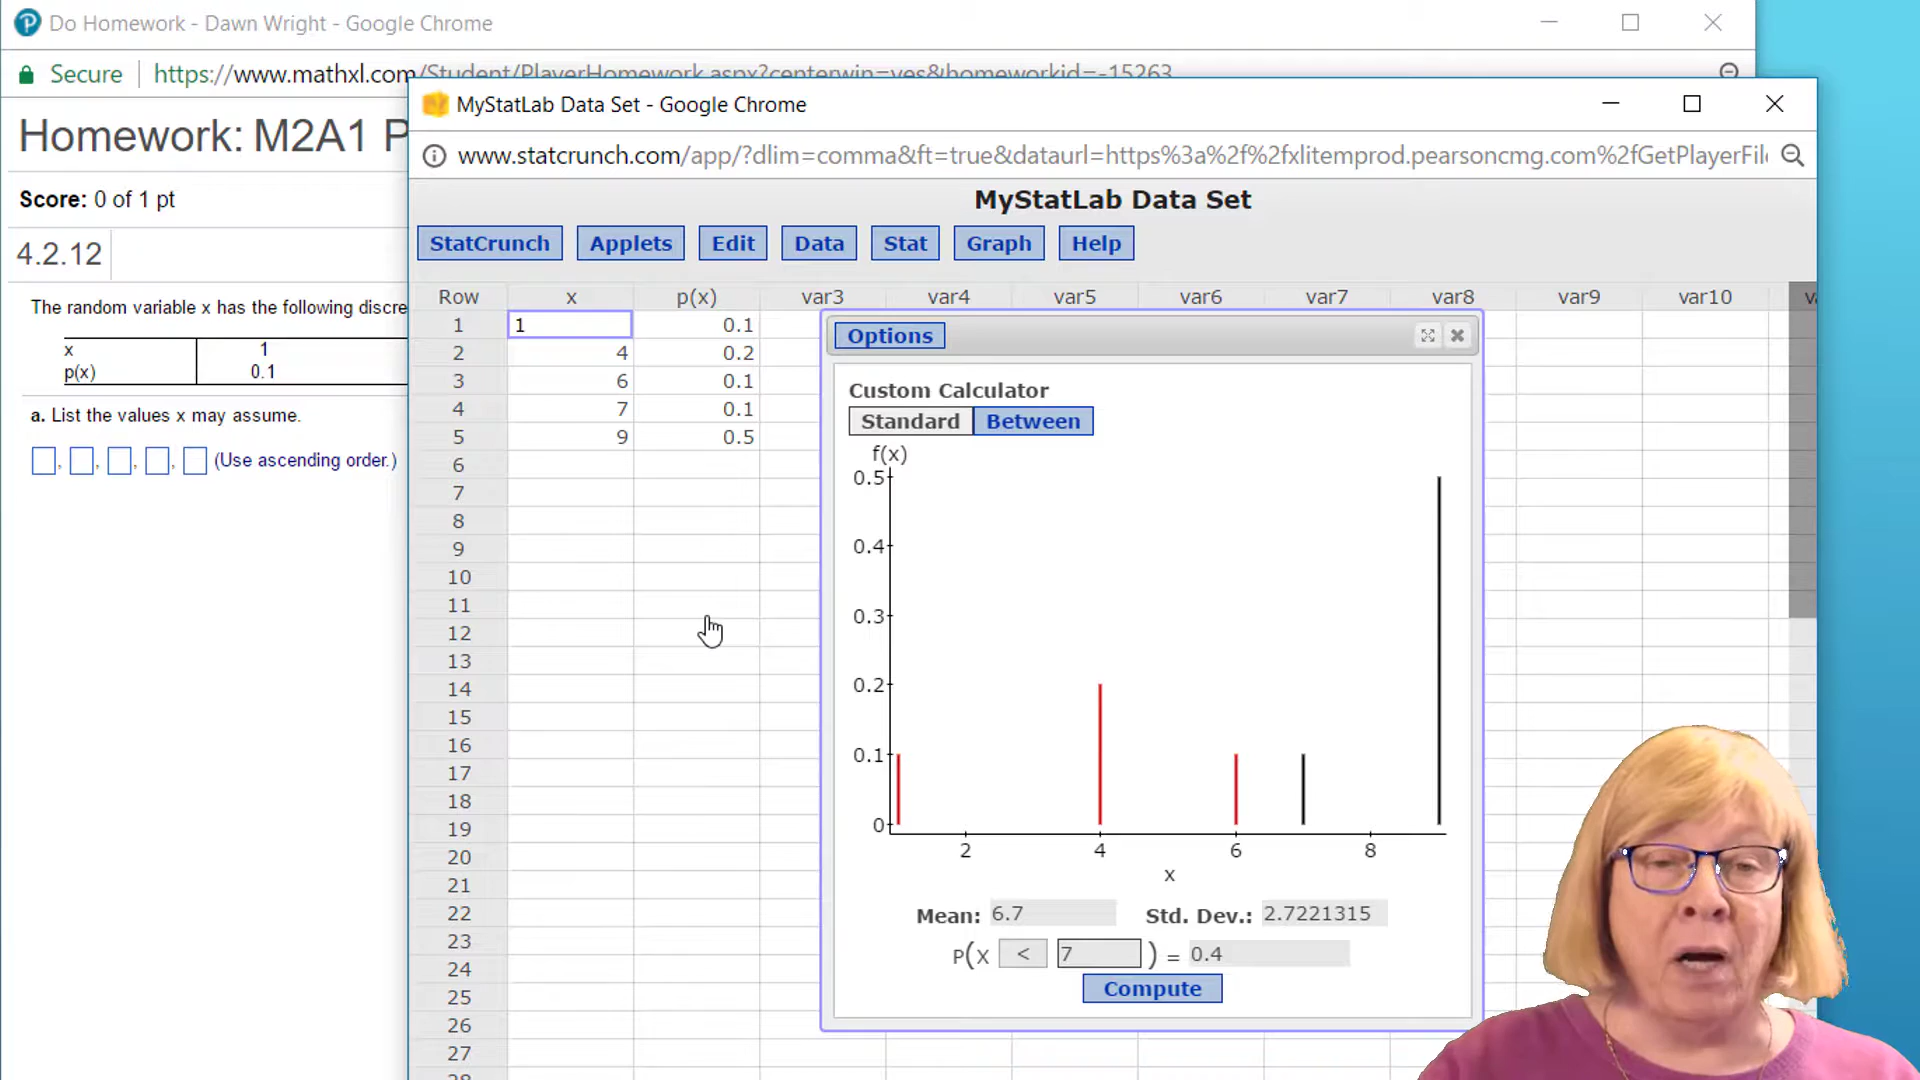 Do Homework - Dawn Wright - Google Chrome
Secure
https://www.mathxl.com/Student/PlayerHomework.aspx?centerwin=yes&homeworkid=-15263
Homework: M2A1 P
Score: 0 of 1 pt
4.2.12
The random variable x has the following discre
x 1
p(x) 0.1
a. List the values x may assume.
, , , , (Use ascending order.)
MyStatLab Data Set - Google Chrome
www.statcrunch.com/app/?dlim=comma&ft=true&dataurl=https%3a%2f%2fxlitemprod.pearsoncmg.com%2fGetPlayerFile
MyStatLab Data Set
StatCrunch Applets Edit Data Stat Graph Help
Row x p(x) var3 var4 var5 var6 var7 var8 var9 var10
1 1 0.1
2 4 0.2
3 6 0.1
4 7 0.1
5 9 0.5
6
7
8
9
10
11
12
13
14
15
16
17
18
19
20
21
22
23
24
25
26
27
28
Options
Custom Calculator
Standard Between
f(x)
0.5
0.4
0.3
0.2
0.1
0
2 4 6 8
x
Mean: 6.7 Std. Dev.: 2.7221315
P(X < 7 ) = 0.4
Compute